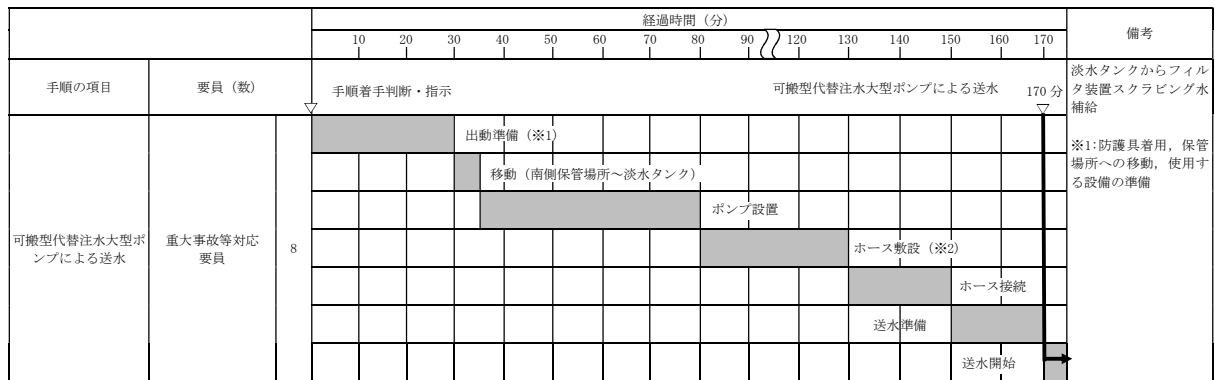 経過時間（分）
備考
10 20 30 40 50 60 70 80 90 120 130 140 150 160 170
手順の項目
要員（数）
手順着手判断・指示
可搬型代替注水大型ポンプによる送水
170 分
淡水タンクからフィル
タ装置スクラビング水
補給
※1:防護具着用，保管
場所への移動，使用す
る設備の準備
可搬型代替注水大型ポ
ンプによる送水
重大事故等対応
要員
8
出動準備（※1）
移動（南側保管場所～淡水タンク）
ポンプ設置
ホース敷設（※2）
ホース接続
送水準備
送水開始